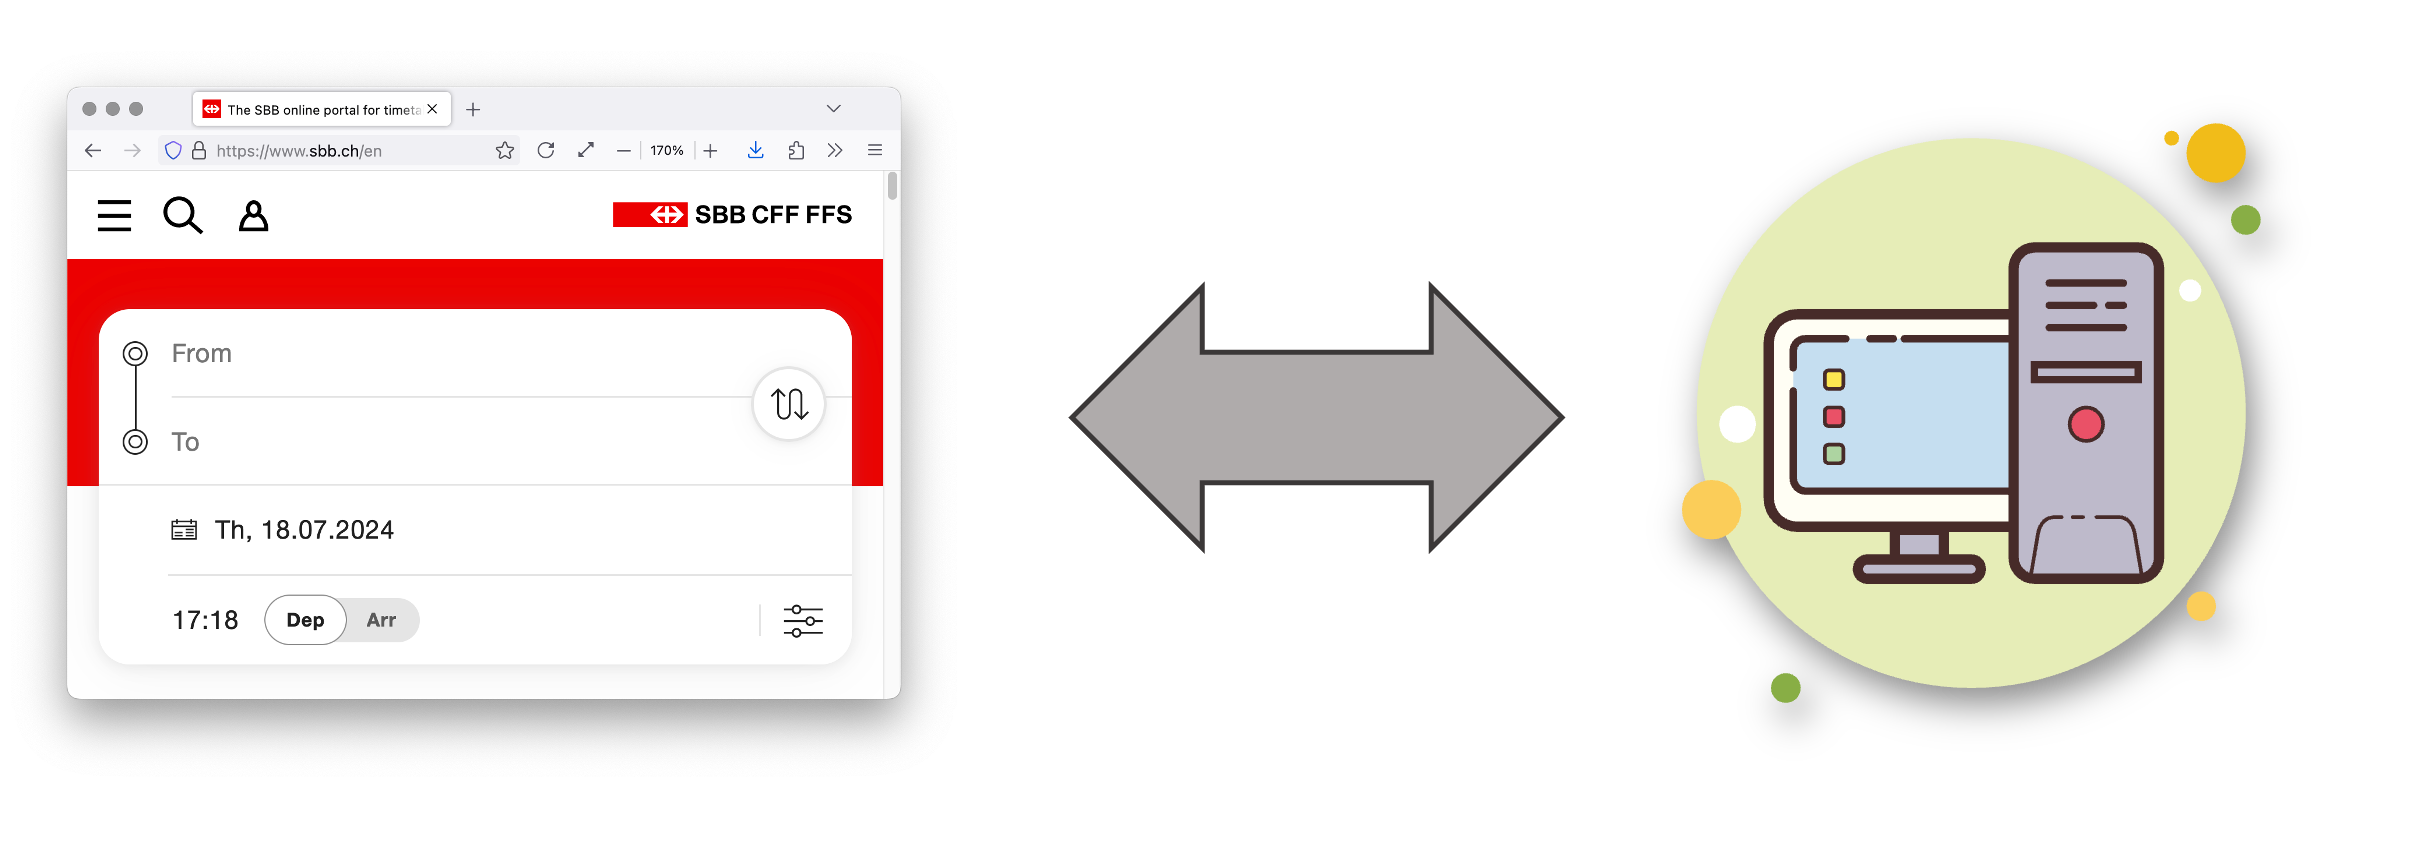 The SBB online portal for timeta
https://www.sbb.ch/en
170%
SBB CFF FFS
From
To
Th, 18.07.2024
17:18 Dep Arr